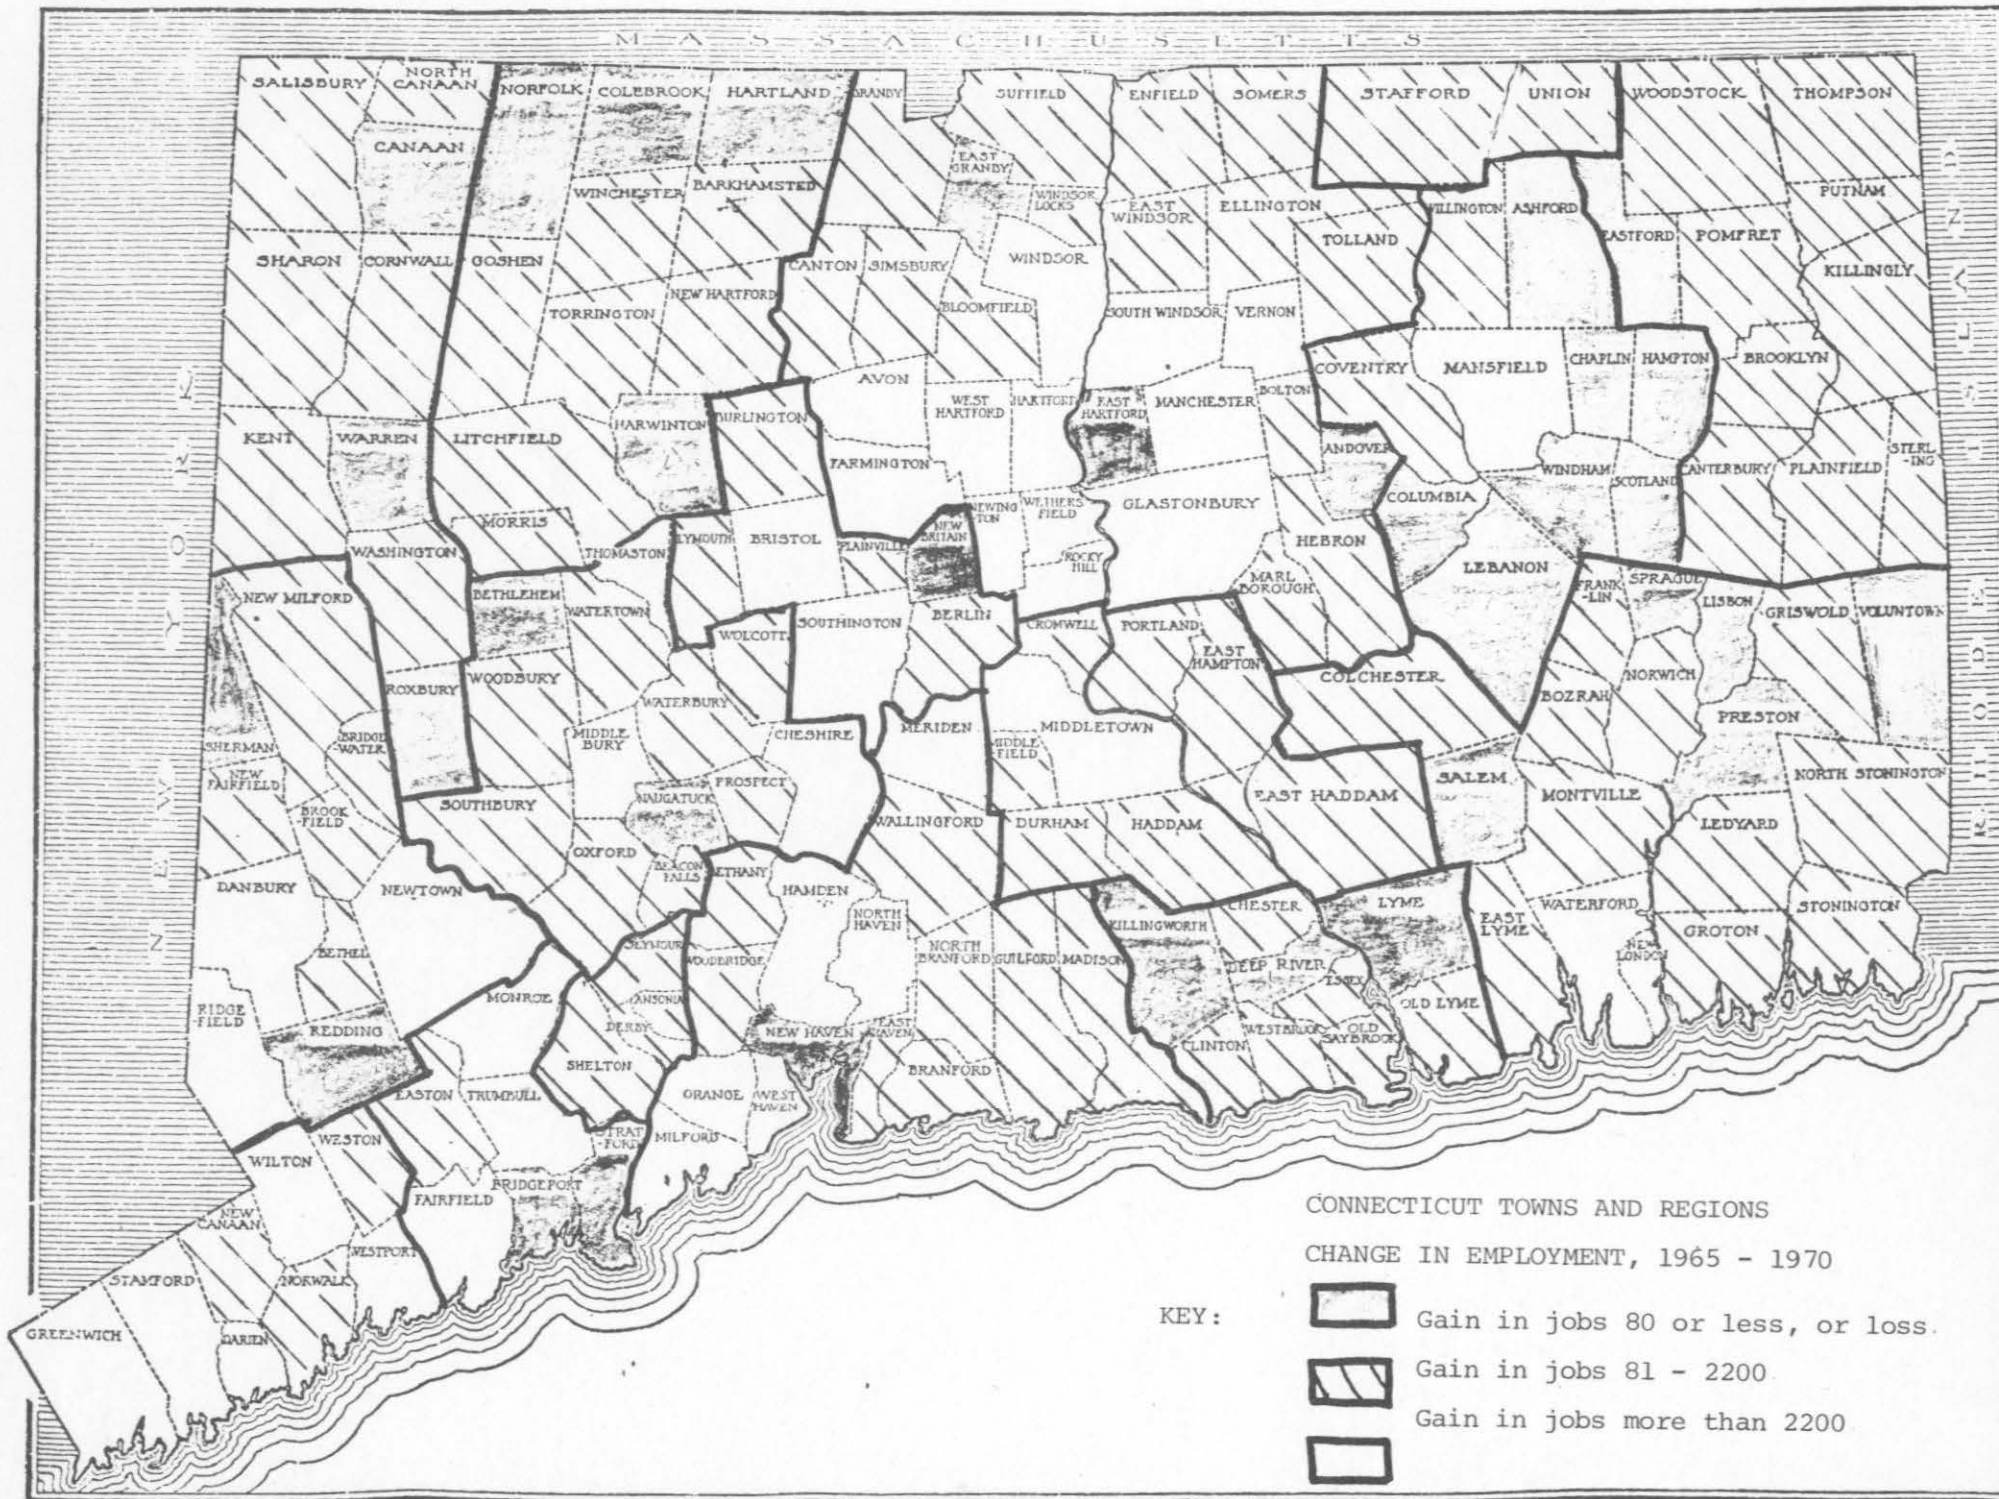 MASSACHUSETTS
SALISBURY
NORTH
CANAAN
NORFOLK
COLEBROOK
HARTLAND
GRANBY
SUFFIELD
ENFIELD
SOMERS
STAFFORD
UNION
WOODSTOCK
THOMPSON
CANAAN
EAST
GRANBY
WINCHESTER
BARKHAMSTED
WINDSOR
LOCKS
EAST
WINDSOR
ELLINGTON
WILLINGTON
ASHFORD
PUTNAM
TOLLAND
EASTFORD
POMFRET
SHARON
CORNWALL
GOSHEN
CANTON
SIMSBURY
WINDSOR
KILLINGLY
NEW HARTFORD
TORRINGTON
BLOOMFIELD
SOUTH WINDSOR
VERNON
COVENTRY
MANSFIELD
CHAPLIN
HAMPTON
BROOKLYN
AVON
WEST
HARTFORD
HARTFORD
EAST
HARTFORD
MANCHESTER
BOLTON
KENT
WARREN
LITCHFIELD
HARWINTON
BURLINGTON
ANDOVER
FARMINGTON
WINDHAM
SCOTLAND
CANTERBURY
PLAINFIELD
STERL
-ING
COLUMBIA
GLASTONBURY
NEWING
TON
WETHERS
FIELD
MORRIS
NEW
BRITAIN
WASHINGTON
THOMASTON
PLYMOUTH
BRISTOL
PLAINVILLE
ROCKY
HILL
HEBRON
LEBANON
MARL
BOROUGH
FRANK
-LIN
SPRAGUE
LISBON
GRISWOLD
VOLUNTOWN
NEW MILFORD
BETHLEHEM
WATERTOWN
WOLCOTT
SOUTHINGTON
BERLIN
CROMWELL
PORTLAND
EAST
HAMPTON
ROXBURY
WOODBURY
COLCHESTER
BOZRAH
NORWICH
WATERBURY
PRESTON
SHERMAN
BRIDGE
WATER
MIDDLE
BURY
CHESHIRE
MERIDEN
MIDDLE
FIELD
MIDDLETOWN
NEW
FAIRFIELD
BROOK
FIELD
SOUTHBURY
NAUGATUCK
PROSPECT
WALLINGFORD
DURHAM
HADDAM
EAST HADDAM
SALEM
MONTVILLE
NORTH STONINGTON
LEDYARD
OXFORD
BEACON
FALLS
BETHANY
HAMDEN
DANBURY
NEWTOWN
NORTH
HAVEN
KILLINGWORTH
CHESTER
LYME
EAST
LYME
WATERFORD
GROTON
STONINGTON
BETHEL
SEYMOUR
WOODBRIDGE
NORTH
BRANFORD
GUILFORD
MADISON
DEEP RIVER
ESSEX
OLD LYME
NEW
LONDON
RIDGE
-FIELD
REDDING
MONROE
ANSONIA
DERBY
NEW HAVEN
EAST
HAVEN
CLINTON
WESTBROOK
OLD
SAYBROOK
SHELTON
BRANFORD
EASTON
TRUMBULL
ORANGE
WEST
HAVEN
STRAT
-FORD
MILFORD
WESTON
WILTON
FAIRFIELD
BRIDGEPORT
NEW
CANAAN
WESTPORT
STAMFORD
NORWALK
GREENWICH
DARIEN
NEW YORK
RHODE ISLAND
CONNECTICUT TOWNS AND REGIONS
CHANGE IN EMPLOYMENT, 1965 - 1970
KEY:
Gain in jobs 80 or less, or loss.
Gain in jobs 81 - 2200
Gain in jobs more than 2200